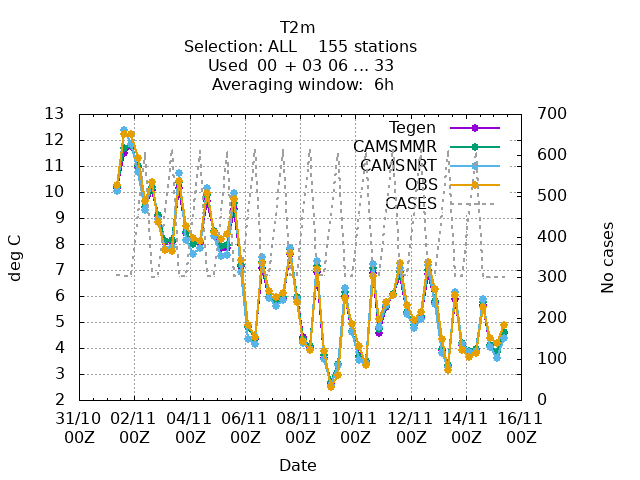 T2m
Selection: ALL    155 stations
Used  00 + 03 06 ... 33
Averaging window:  6h
13
12
11
10
9
8
7
6
5
4
3
2
deg C
700
600
500
400
300
200
100
0
No cases
Tegen
CAMSMMR
CAMSNRT
OBS
CASES
31/10 02/11 04/11 06/11 08/11 10/11 12/11 14/11 16/11
00Z 00Z 00Z 00Z 00Z 00Z 00Z 00Z 00Z
Date